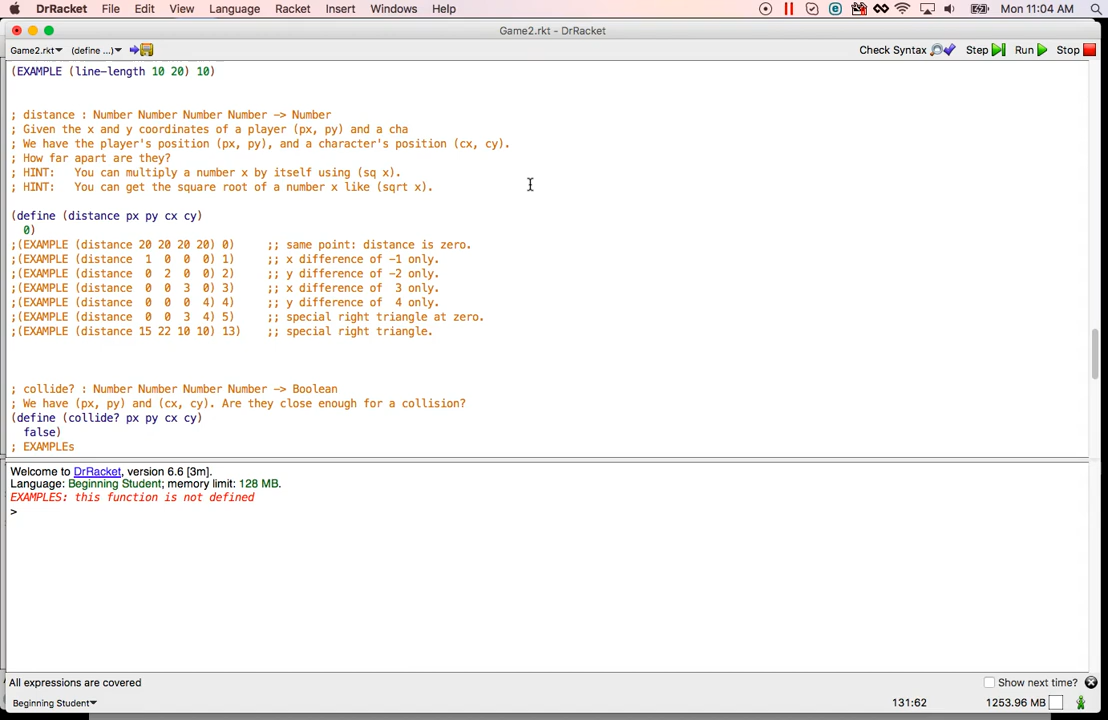 DrRacket File Edit View Language Racket Insert Windows Help Mon 11:04 AM
Game2.rkt - DrRacket
Game2.rkt▾ (define ...)▾ Check Syntax Step Run Stop
(EXAMPLE (line-length 10 20) 10)
; distance : Number Number Number Number -> Number
; Given the x and y coordinates of a player (px, py) and a cha
; We have the player's position (px, py), and a character's position (cx, cy).
; How far apart are they?
; HINT: You can multiply a number x by itself using (sq x).
; HINT: You can get the square root of a number x like (sqrt x).
(define (distance px py cx cy)
0)
;(EXAMPLE (distance 20 20 20 20) 0) ;; same point: distance is zero.
;(EXAMPLE (distance 1 0 0 0) 1) ;; x difference of -1 only.
;(EXAMPLE (distance 0 2 0 0) 2) ;; y difference of -2 only.
;(EXAMPLE (distance 0 0 3 0) 3) ;; x difference of 3 only.
;(EXAMPLE (distance 0 0 0 4) 4) ;; y difference of 4 only.
;(EXAMPLE (distance 0 0 3 4) 5) ;; special right triangle at zero.
;(EXAMPLE (distance 15 22 10 10) 13) ;; special right triangle.
; collide? : Number Number Number Number -> Boolean
; We have (px, py) and (cx, cy). Are they close enough for a collision?
(define (collide? px py cx cy)
false)
; EXAMPLEs
Welcome to DrRacket, version 6.6 [3m].
Language: Beginning Student; memory limit: 128 MB.
EXAMPLES: this function is not defined
>
All expressions are covered Show next time?
Beginning Student▾ 131:62 1253.96 MB